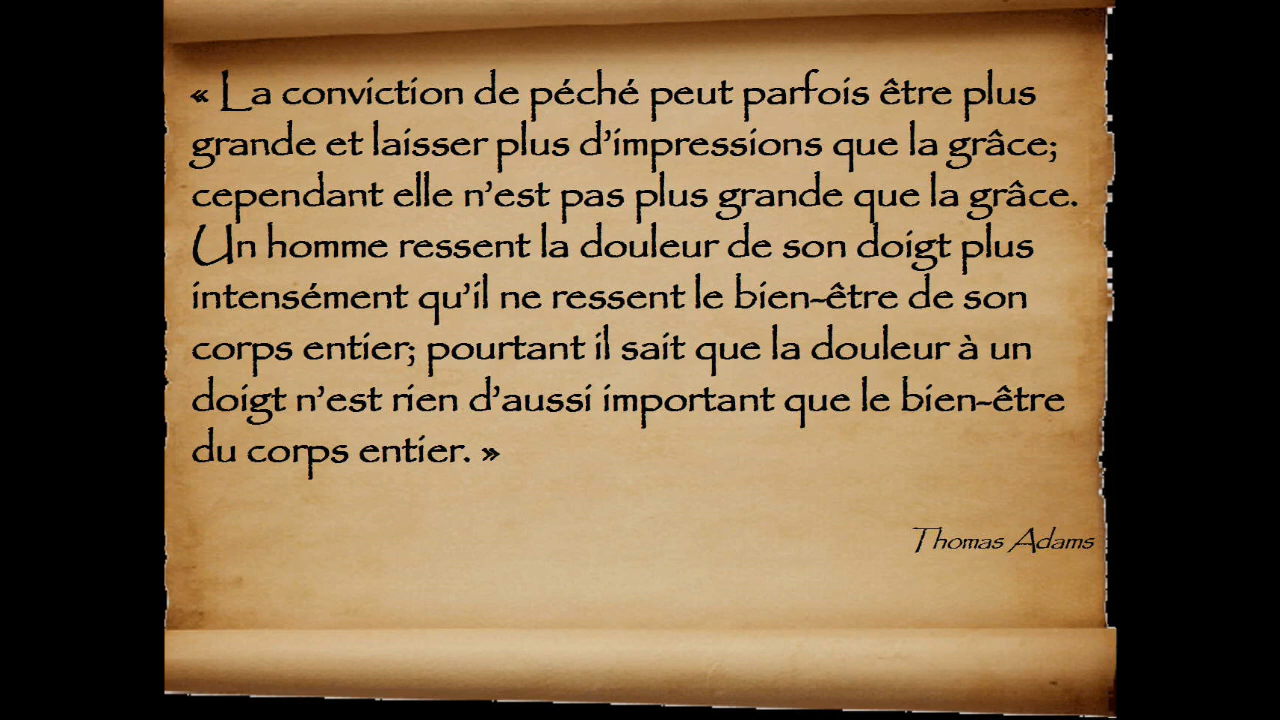 « La conviction de péché peut parfois être plus
grande et laisser plus d’impressions que la grâce;
cependant elle n’est pas plus grande que la grâce.
Un homme ressent la douleur de son doigt plus
intensément qu’il ne ressent le bien-être de son
corps entier; pourtant il sait que la douleur à un
doigt n’est rien d’aussi important que le bien-être
du corps entier. »
Thomas Adams